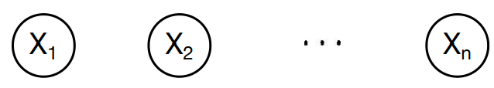 X₁ X₂ ... Xₙ